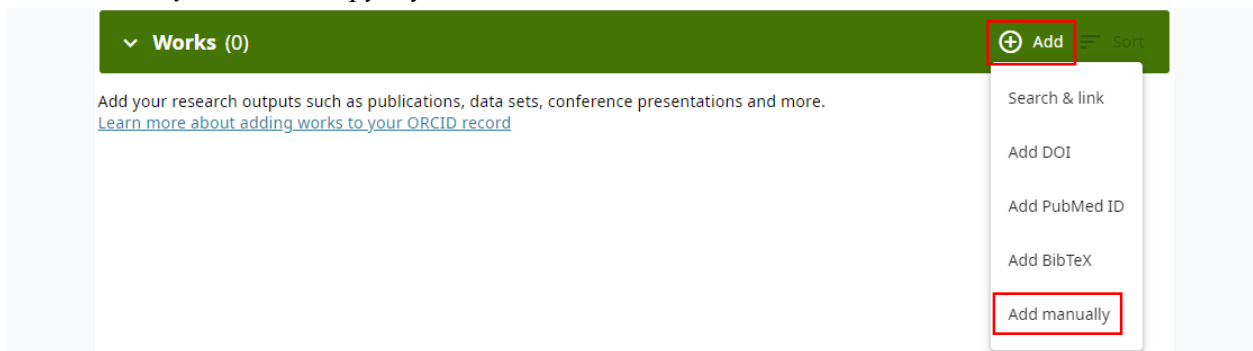 Works (0)
Add
Sort
Add your research outputs such as publications, data sets, conference presentations and more.
Learn more about adding works to your ORCID record
Search & link
Add DOI
Add PubMed ID
Add BibTeX
Add manually